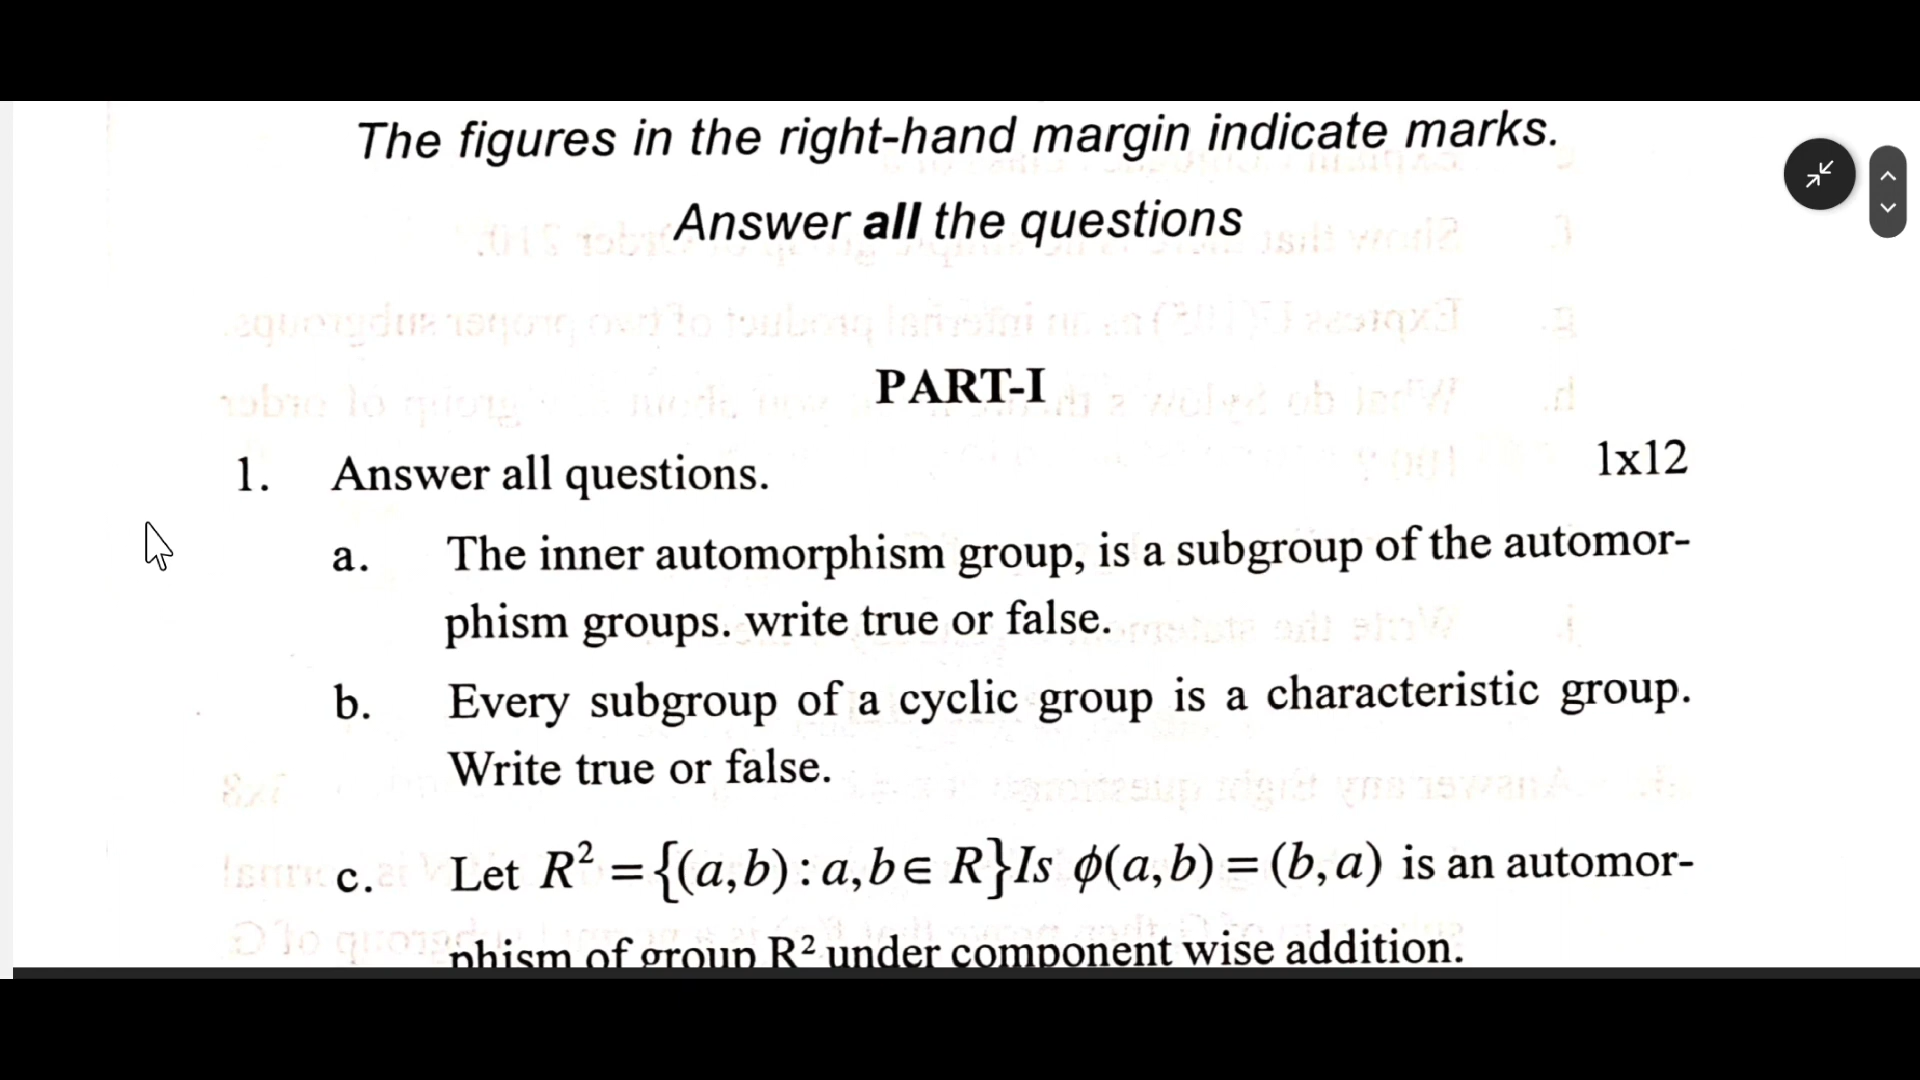 The figures in the right-hand margin indicate marks.
Answer all the questions
PART-I
1. Answer all questions. 1x12
a. The inner automorphism group, is a subgroup of the automor-
phism groups. write true or false.
b. Every subgroup of a cyclic group is a characteristic group.
Write true or false.
c. Let R² = {(a,b) : a,b∈ R}Is ϕ(a,b) = (b,a) is an automor-
phism of group R² under component wise addition.